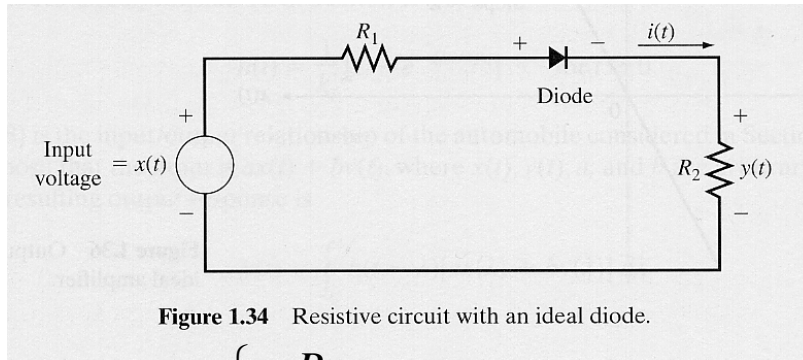 R1
+ − i(t)
Diode
+ +
Input
voltage = x(t)
R2 y(t)
− −
Figure 1.34 Resistive circuit with an ideal diode.